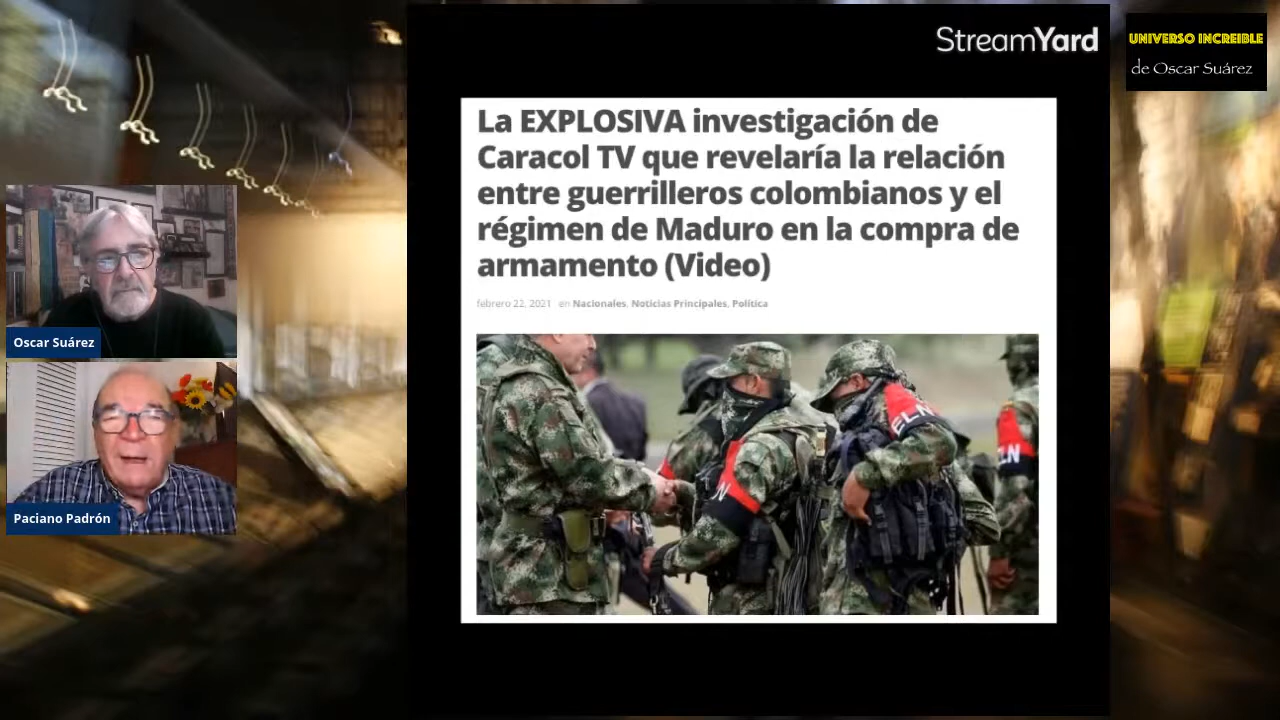 StreamYard
UNIVERSO INCREIBLE
de Oscar Suárez
La EXPLOSIVA investigación de
Caracol TV que revelaría la relación
entre guerrilleros colombianos y el
régimen de Maduro en la compra de
armamento (Video)
febrero 22, 2021 en Nacionales, Noticias Principales, Política
ELN
LN
Oscar Suárez
Paciano Padrón